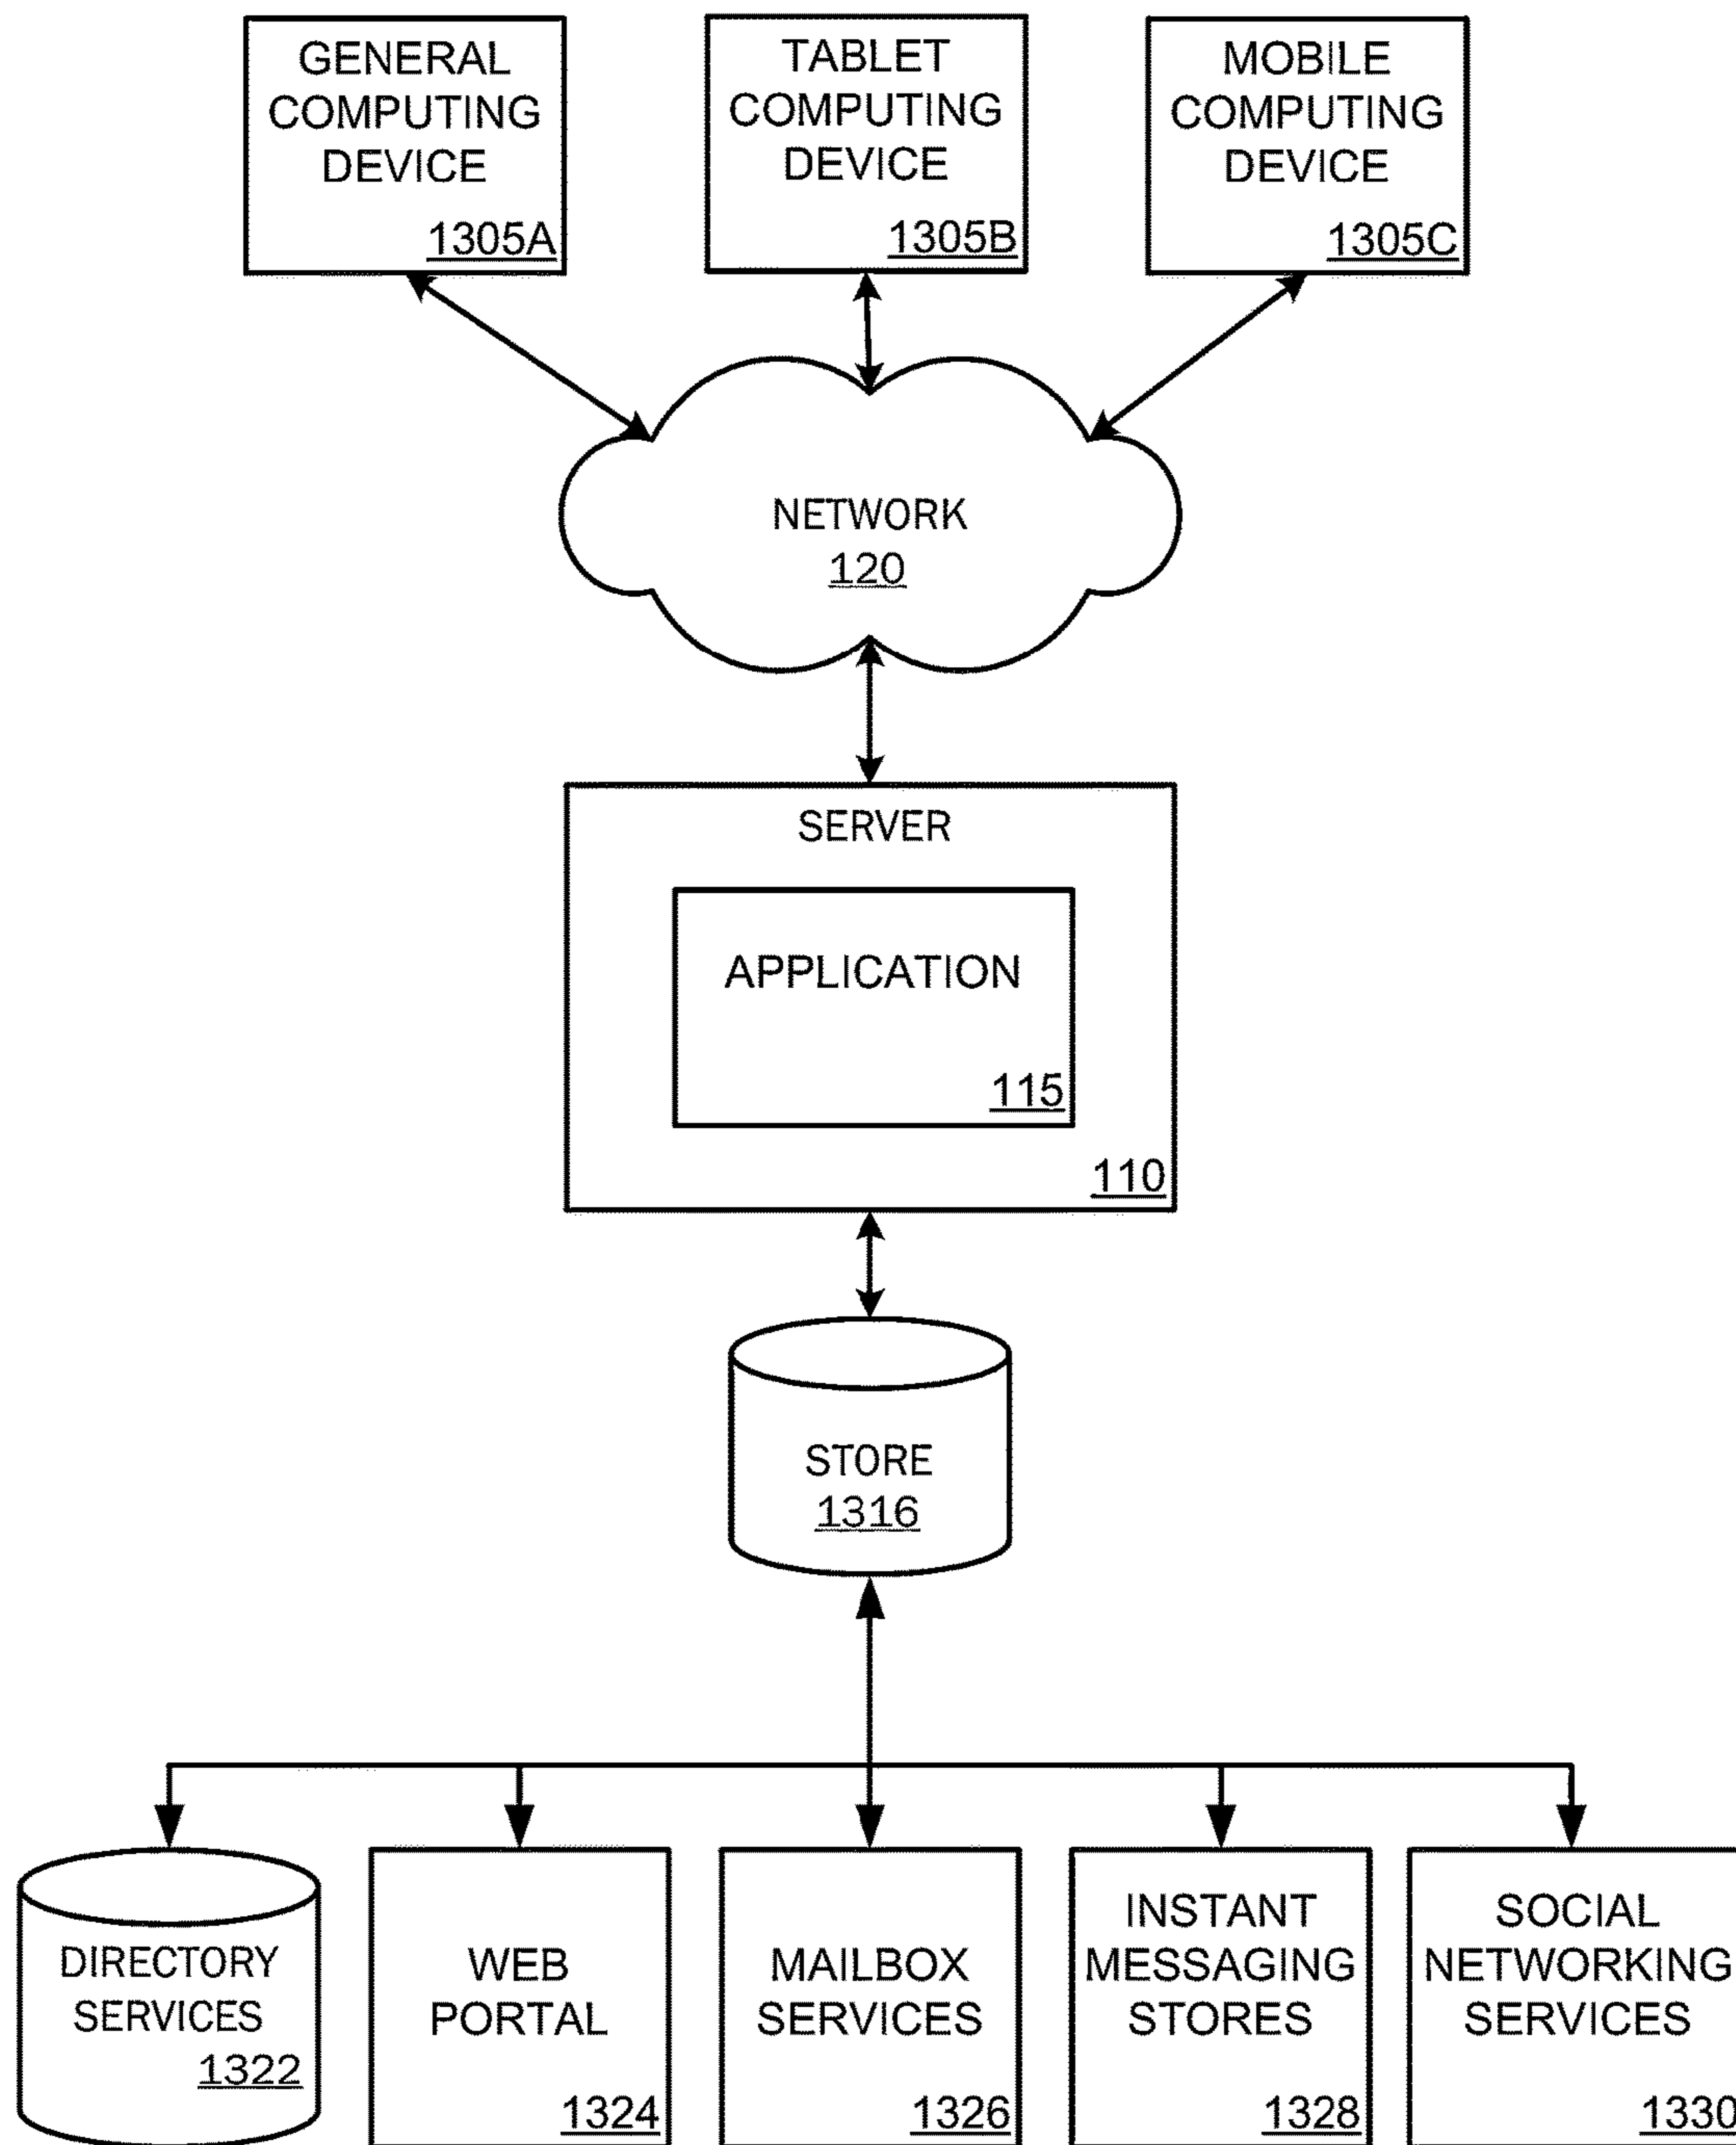 GENERAL
COMPUTING
DEVICE
1305A
TABLET
COMPUTING
DEVICE
1305B
MOBILE
COMPUTING
DEVICE
1305C
NETWORK
120
SERVER
APPLICATION
115
110
STORE
1316
DIRECTORY
SERVICES
1322
WEB
PORTAL
1324
MAILBOX
SERVICES
1326
INSTANT
MESSAGING
STORES
1328
SOCIAL
NETWORKING
SERVICES
1330